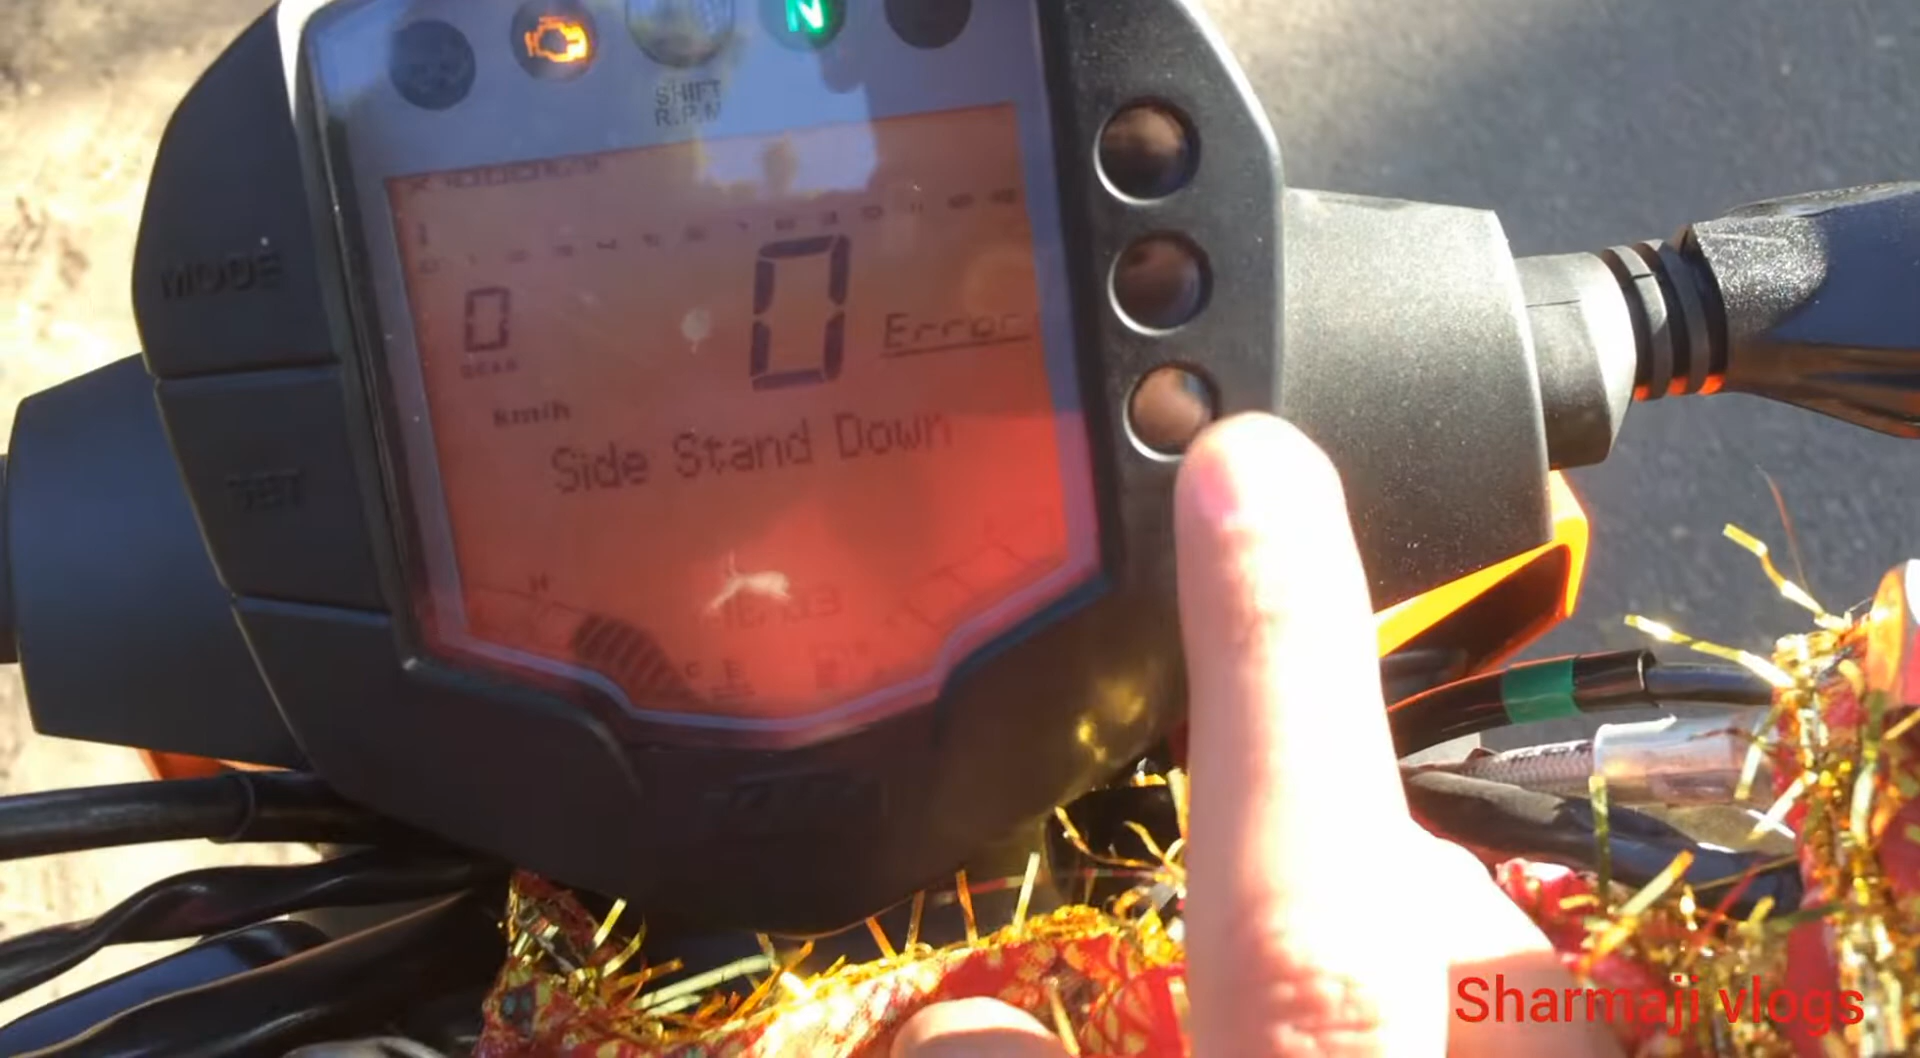 N
SHIFT
R.P.M
MODE
SET
0
0
Error
GEAR
km/h
Side Stand Down
Sharmaji vlogs